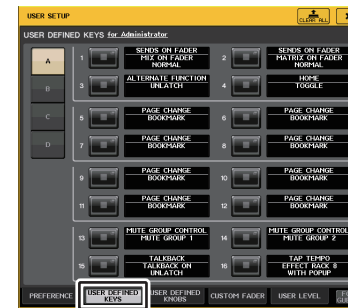 USER SETUP
CLEAR ALL
USER DEFINED KEYS for Administrator
A
B
C
D
1
SENDS ON FADER
MIX ON FADER
NORMAL
2
SENDS ON FADER
MATRIX ON FADER
NORMAL
3
ALTERNATE FUNCTION
UNLATCH
4
HOME
TOGGLE
5
PAGE CHANGE
BOOKMARK
6
PAGE CHANGE
BOOKMARK
7
PAGE CHANGE
BOOKMARK
8
PAGE CHANGE
BOOKMARK
9
PAGE CHANGE
BOOKMARK
10
PAGE CHANGE
BOOKMARK
11
PAGE CHANGE
BOOKMARK
12
PAGE CHANGE
BOOKMARK
13
MUTE GROUP CONTROL
MUTE GROUP 1
14
MUTE GROUP CONTROL
MUTE GROUP 2
15
TALKBACK
TALKBACK ON
UNLATCH
16
TAP TEMPO
EFFECT RACK 8
WITH POPUP
PREFERENCE
USER DEFINED
KEYS
USER DEFINED
KNOBS
CUSTOM FADER
USER LEVEL